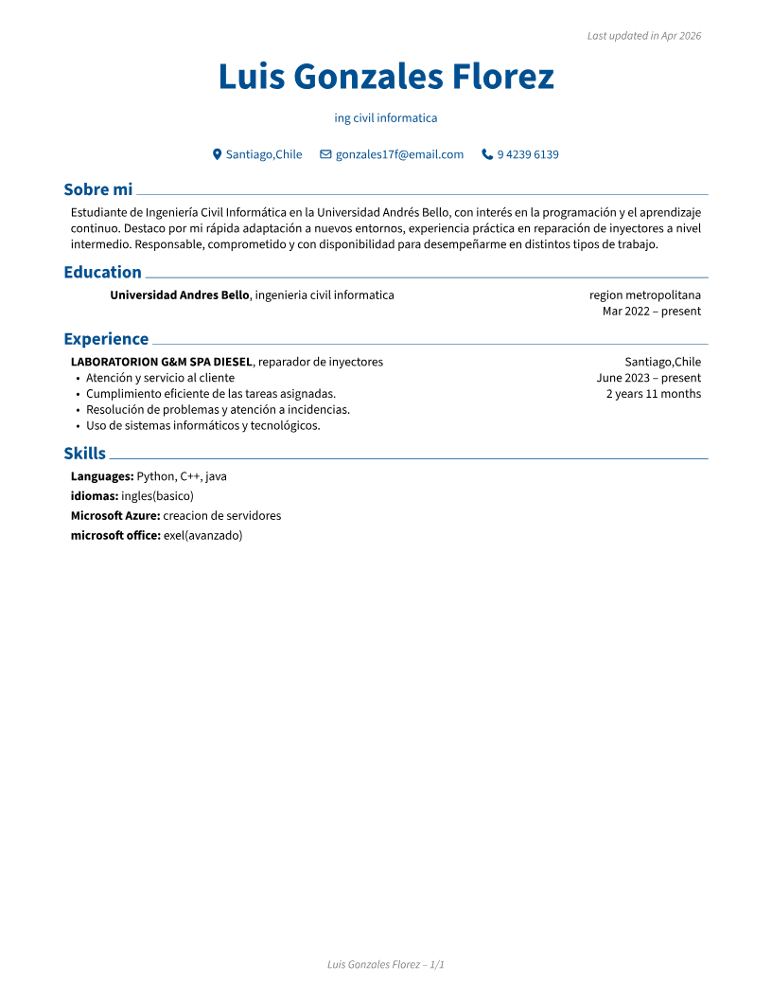 Last updated in Apr 2026
Luis Gonzales Florez
ing civil informatica
Santiago,Chile gonzales17f@email.com 9 4239 6139
Sobre mi
Estudiante de Ingeniería Civil Informática en la Universidad Andrés Bello, con interés en la programación y el aprendizaje
continuo. Destaco por mi rápida adaptación a nuevos entornos, experiencia práctica en reparación de inyectores a nivel
intermedio. Responsable, comprometido y con disponibilidad para desempeñarme en distintos tipos de trabajo.
Education
Universidad Andres Bello, ingenieria civil informatica region metropolitana
Mar 2022 – present
Experience
LABORATORION G&M SPA DIESEL, reparador de inyectores Santiago,Chile
• Atención y servicio al cliente June 2023 – present
• Cumplimiento eficiente de las tareas asignadas. 2 years 11 months
• Resolución de problemas y atención a incidencias.
• Uso de sistemas informáticos y tecnológicos.
Skills
Languages: Python, C++, java
idiomas: ingles(basico)
Microsoft Azure: creacion de servidores
microsoft office: exel(avanzado)
Luis Gonzales Florez – 1/1